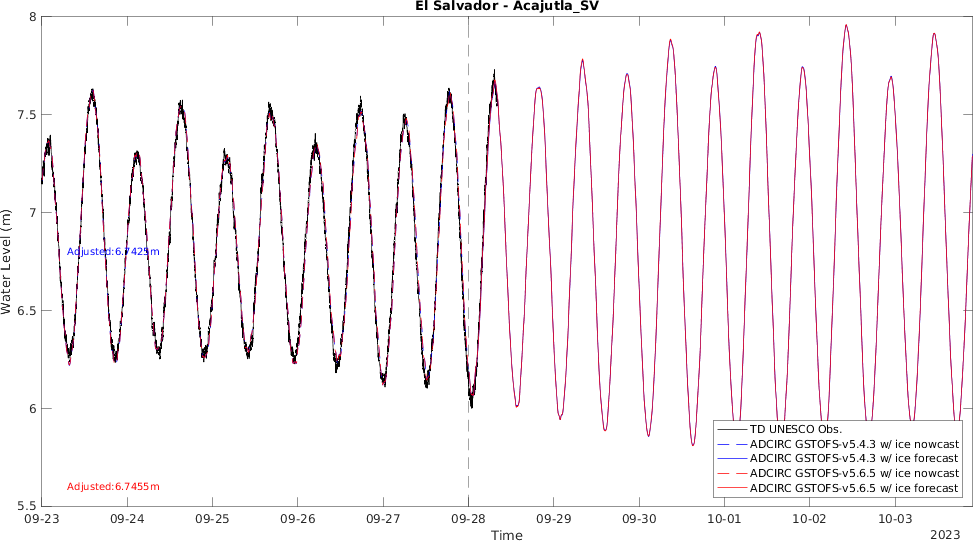 El Salvador - Acajutla_SV
8
7.5
7
6.5
6
5.5
Water Level (m)
Adjusted:6.7425m
Adjusted:6.7455m
TD UNESCO Obs.
ADCIRC GSTOFS-v5.4.3 w/ ice nowcast
ADCIRC GSTOFS-v5.4.3 w/ ice forecast
ADCIRC GSTOFS-v5.6.5 w/ ice nowcast
ADCIRC GSTOFS-v5.6.5 w/ ice forecast
09-23 09-24 09-25 09-26 09-27 09-28 09-29 09-30 10-01 10-02 10-03
Time
2023